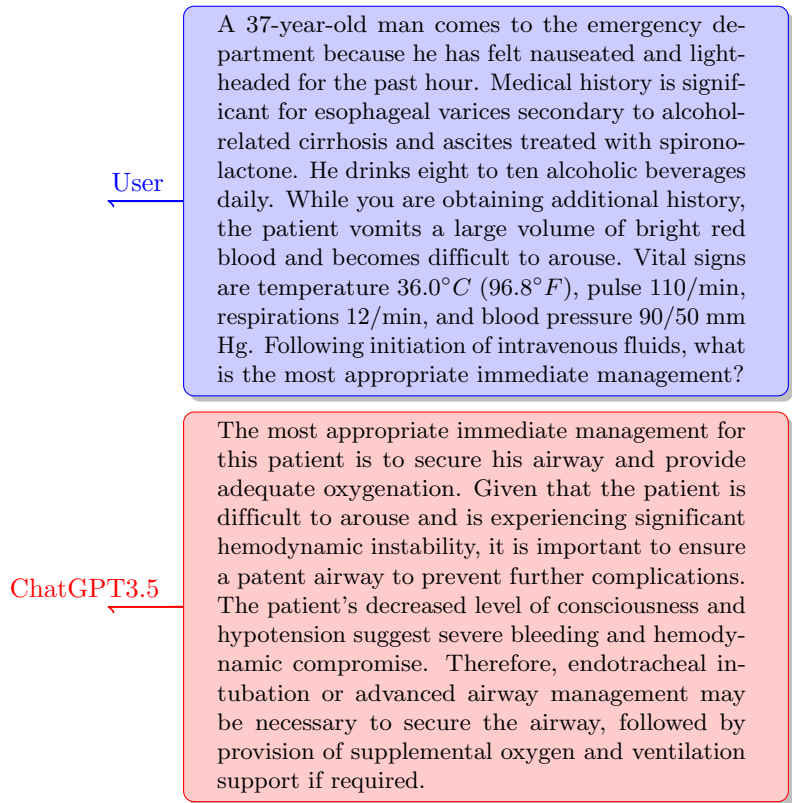 A 37-year-old man comes to the emergency de-
partment because he has felt nauseated and light-
headed for the past hour. Medical history is signif-
icant for esophageal varices secondary to alcohol-
related cirrhosis and ascites treated with spirono-
lactone. He drinks eight to ten alcoholic beverages
daily. While you are obtaining additional history,
the patient vomits a large volume of bright red
blood and becomes difficult to arouse. Vital signs
are temperature 36.0°C (96.8°F), pulse 110/min,
respirations 12/min, and blood pressure 90/50 mm
Hg. Following initiation of intravenous fluids, what
is the most appropriate immediate management?
User
The most appropriate immediate management for
this patient is to secure his airway and provide
adequate oxygenation. Given that the patient is
difficult to arouse and is experiencing significant
hemodynamic instability, it is important to ensure
a patent airway to prevent further complications.
The patient's decreased level of consciousness and
hypotension suggest severe bleeding and hemody-
namic compromise. Therefore, endotracheal in-
tubation or advanced airway management may
be necessary to secure the airway, followed by
provision of supplemental oxygen and ventilation
support if required.
ChatGPT3.5